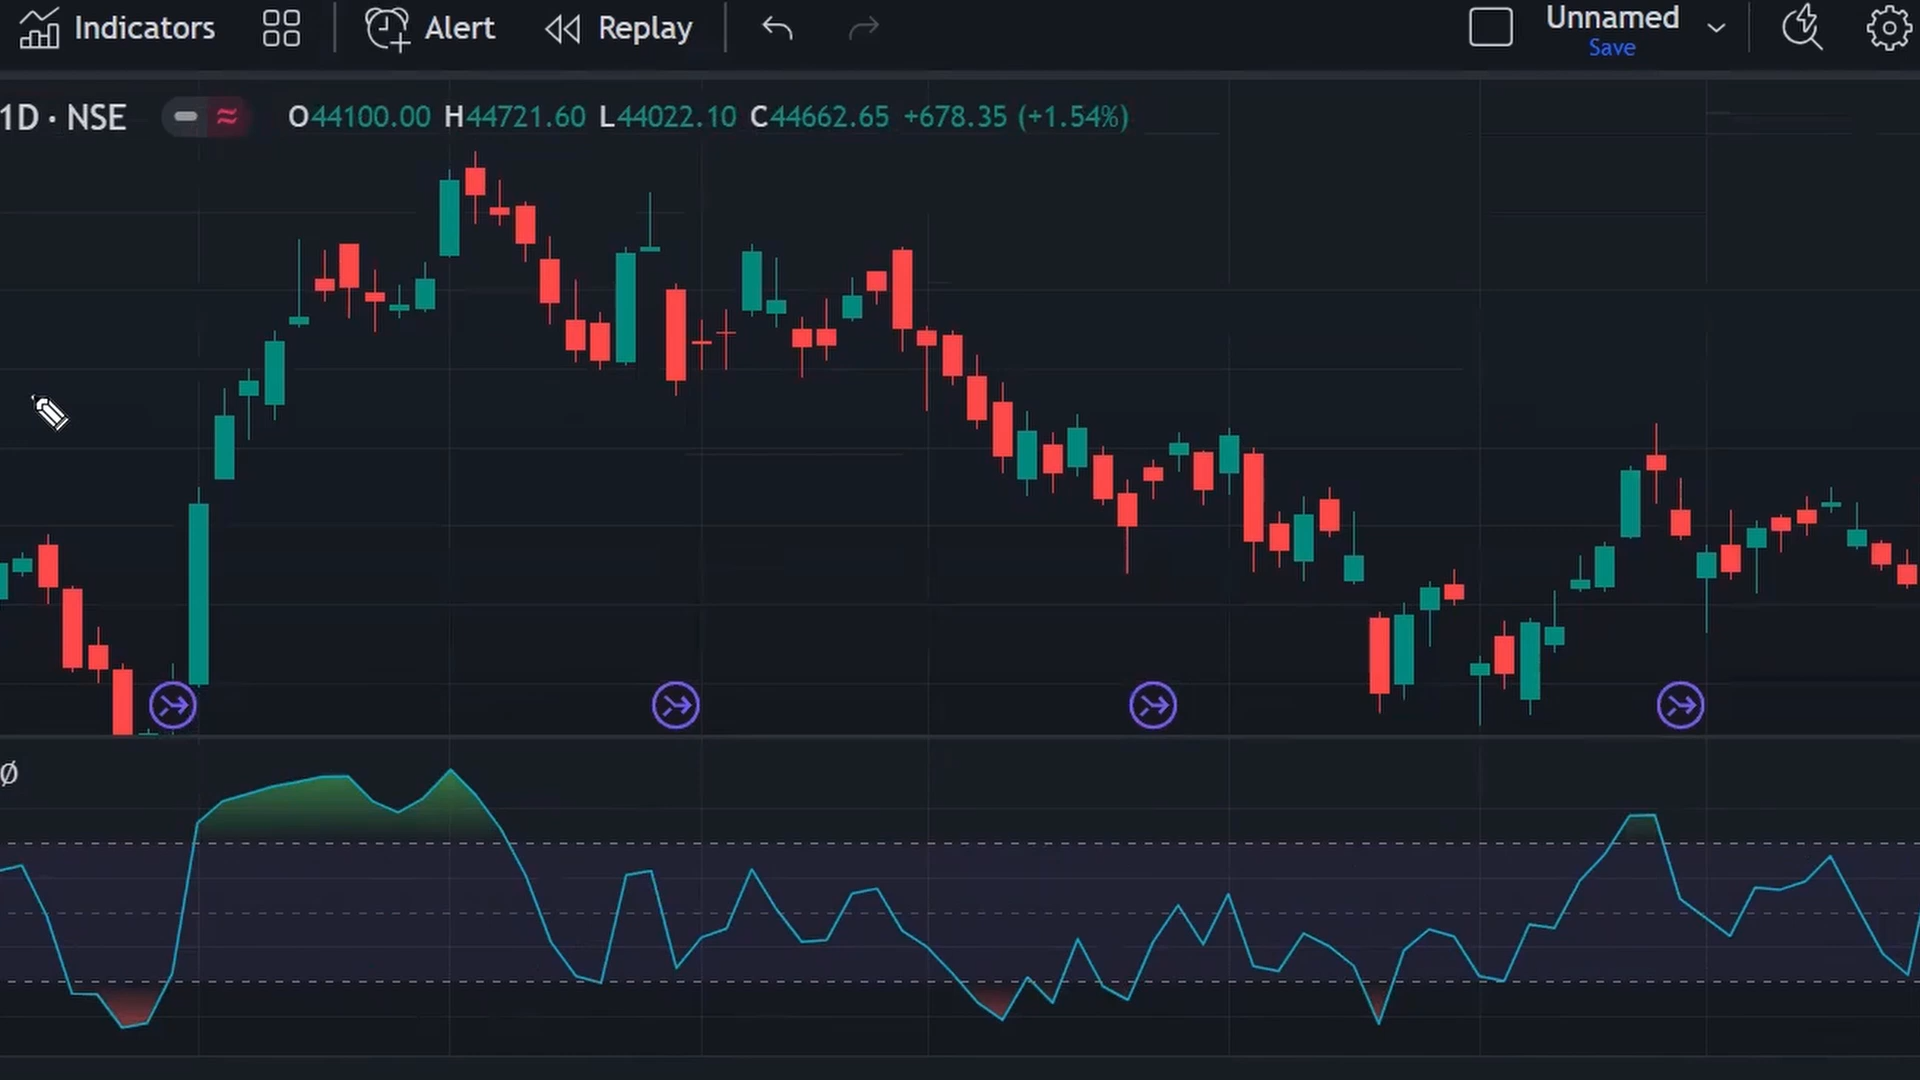 Indicators Alert Replay Unnamed
Save
1D · NSE O44100.00 H44721.60 L44022.10 C44662.65 +678.35 (+1.54%)
Ø